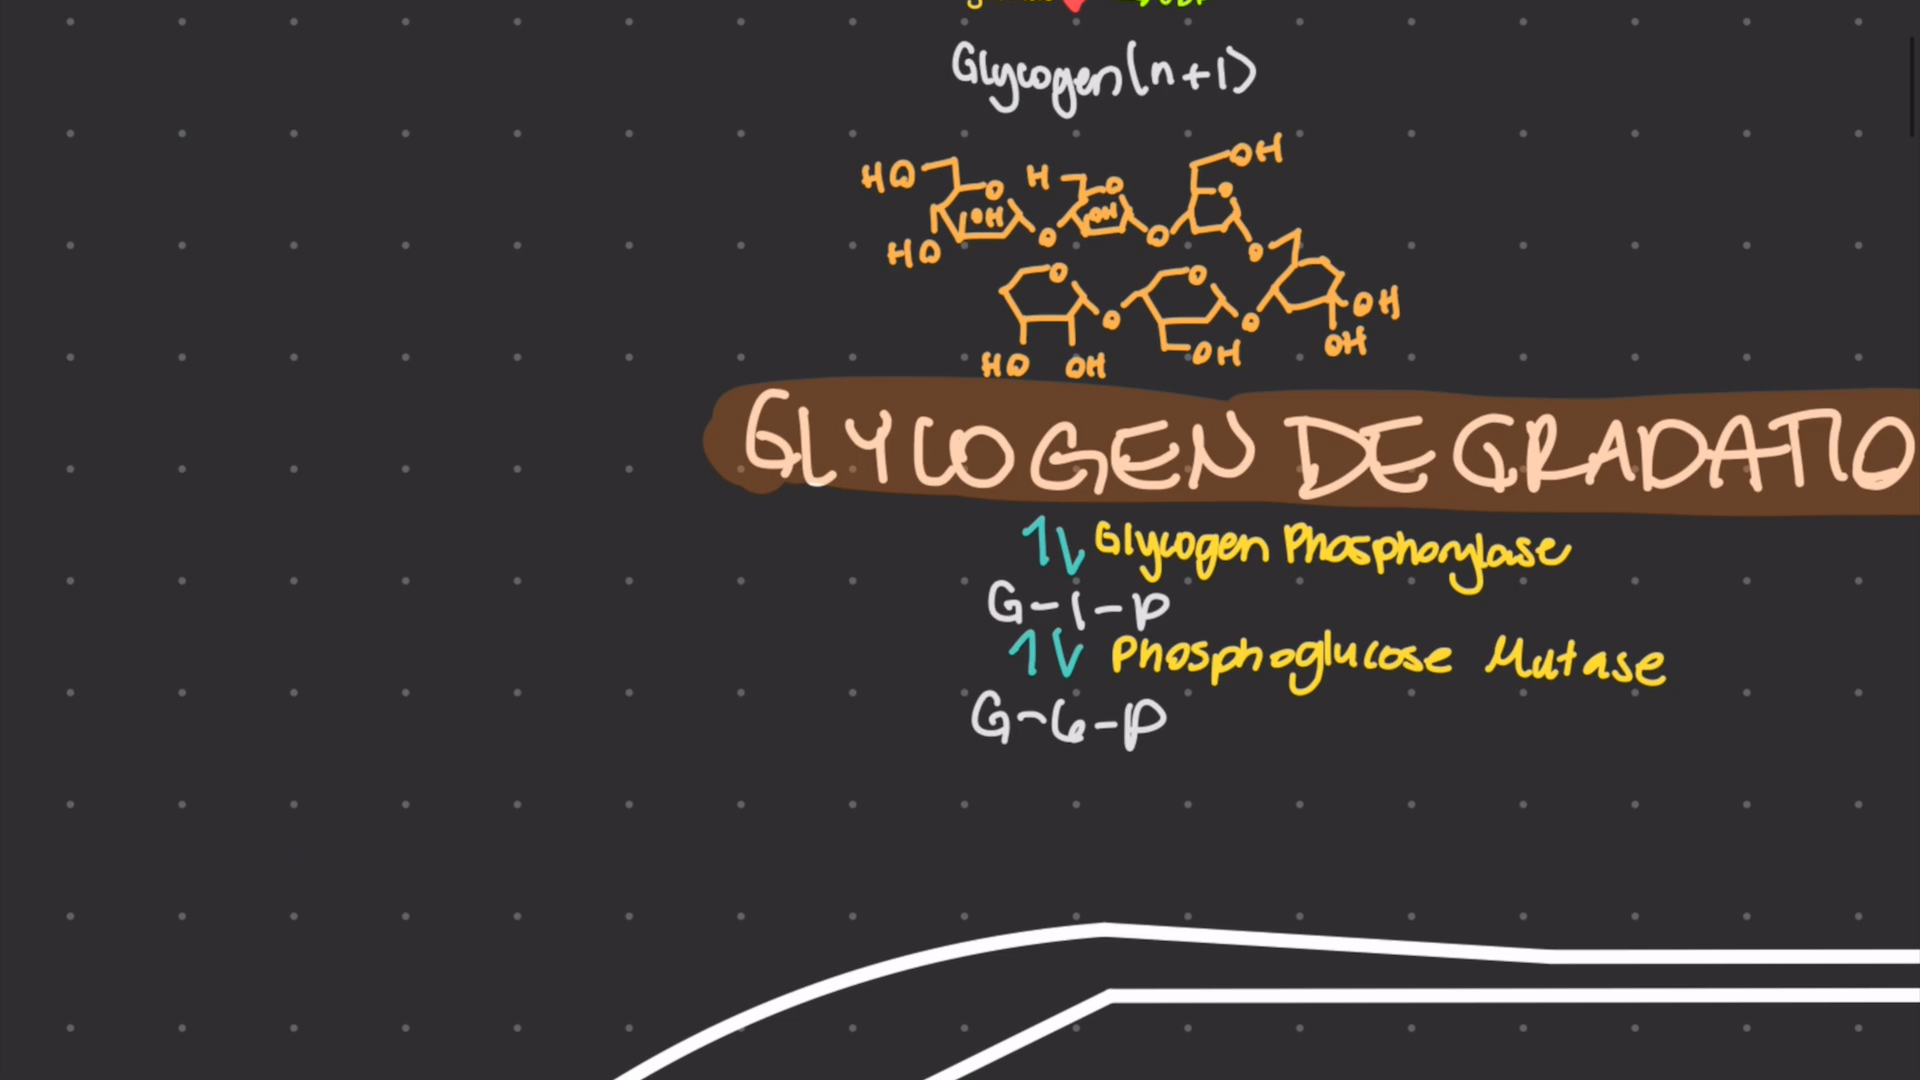 Glycogen(n+1)
HO O H O OH
OH OH
HO O O O
O O OH
O O OH
HO OH OH
GLYCOGEN DEGRADATIO
Glycogen Phosphorylase
G-1-P
Phosphoglucose Mutase
G-6-P